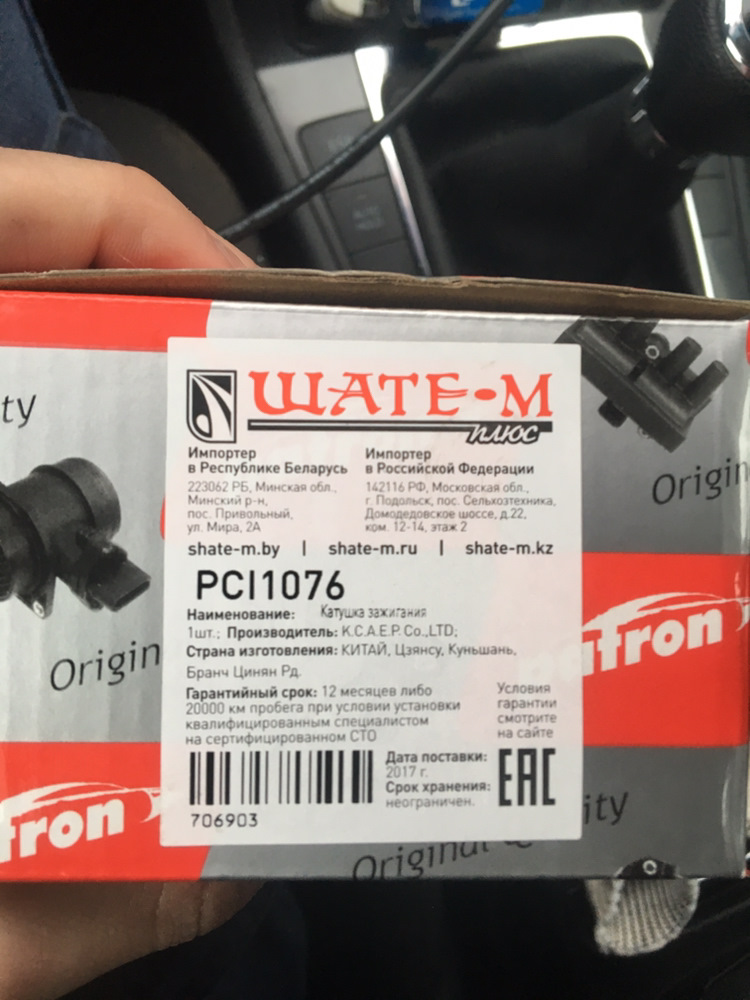 ty
Origin
ШАТЕ-М
плюс
Импортер
в Республике Беларусь
223062 РБ, Минская обл.,
Минский р-н,
пос. Привольный,
ул. Мира, 2А
Импортер
в Российской Федерации
142116 РФ, Московская обл.,
г. Подольск, пос. Сельхозтехника,
Домодедовское шоссе, д.22,
ком. 12-14, этаж 2
shate-m.by | shate-m.ru | shate-m.kz
PCI1076
Наименование: Катушка зажигания
1шт.; Производитель: K.C.A.E.P. Co.,LTD;
Страна изготовления: КИТАЙ, Цзянсу, Куньшань,
Бранч Цинян Рд.
Гарантийный срок: 12 месяцев либо
20000 км пробега при условии установки
квалифицированным специалистом
на сертифицированном СТО
Условия
гарантии
смотрите
на сайте
Дата поставки:
2017 г.
Срок хранения:
неограничен.
EAC
706903
Origin
tron
tron
ity
Original